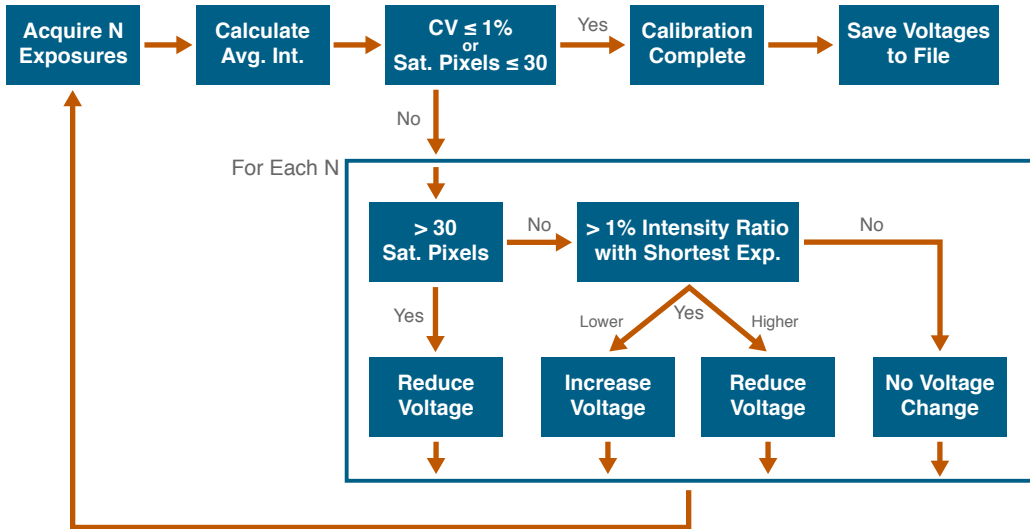 Acquire N
Exposures
Calculate
Avg. Int.
CV ≤ 1%
or
Sat. Pixels ≤ 30
Yes
Calibration
Complete
Save Voltages
to File
No
For Each N
> 30
Sat. Pixels
No
> 1% Intensity Ratio
with Shortest Exp.
No
Yes
Lower
Yes
Higher
Reduce
Voltage
Increase
Voltage
Reduce
Voltage
No Voltage
Change